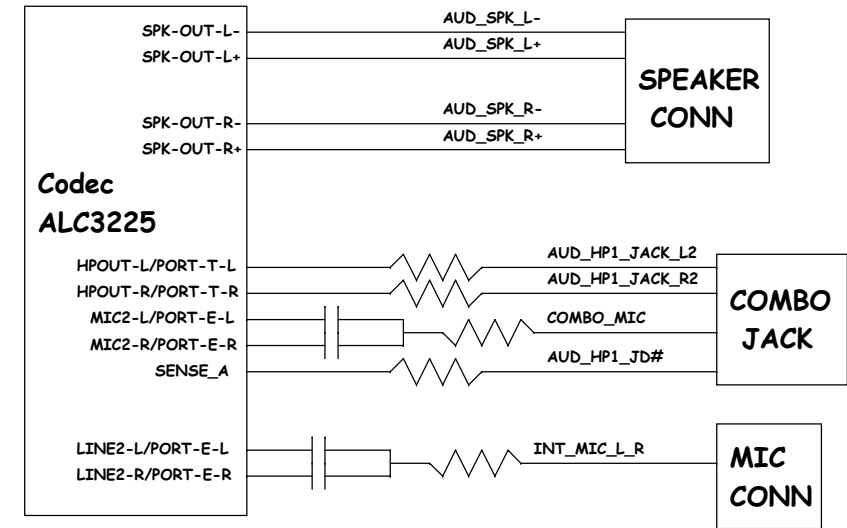 SPK-OUT-L- AUD_SPK_L-
SPK-OUT-L+ AUD_SPK_L+
SPEAKER
CONN
SPK-OUT-R- AUD_SPK_R-
SPK-OUT-R+ AUD_SPK_R+
Codec
ALC3225
HPOUT-L/PORT-T-L AUD_HP1_JACK_L2
HPOUT-R/PORT-T-R AUD_HP1_JACK_R2
MIC2-L/PORT-E-L COMBO_MIC
MIC2-R/PORT-E-R
SENSE_A AUD_HP1_JD#
COMBO
JACK
LINE2-L/PORT-E-L INT_MIC_L_R
LINE2-R/PORT-E-R
MIC
CONN